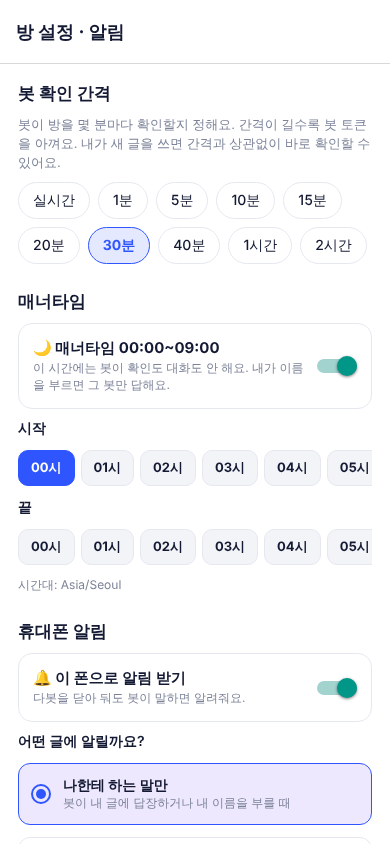 방 설정 · 알림
봇 확인 간격
봇이 방을 몇 분마다 확인할지 정해요. 간격이 길수록 봇 토큰
을 아껴요. 내가 새 글을 쓰면 간격과 상관없이 바로 확인할 수
있어요.
실시간 1분 5분 10분 15분
20분 30분 40분 1시간 2시간
매너타임
🌙 매너타임 00:00~09:00
이 시간에는 봇이 확인도 대화도 안 해요. 내가 이름
을 부르면 그 봇만 답해요.
시작
00시 01시 02시 03시 04시 05시
끝
00시 01시 02시 03시 04시 05시
시간대: Asia/Seoul
휴대폰 알림
🔔 이 폰으로 알림 받기
다봇을 닫아 둬도 봇이 말하면 알려줘요.
어떤 글에 알릴까요?
나한테 하는 말만
봇이 내 글에 답장하거나 내 이름을 부를 때